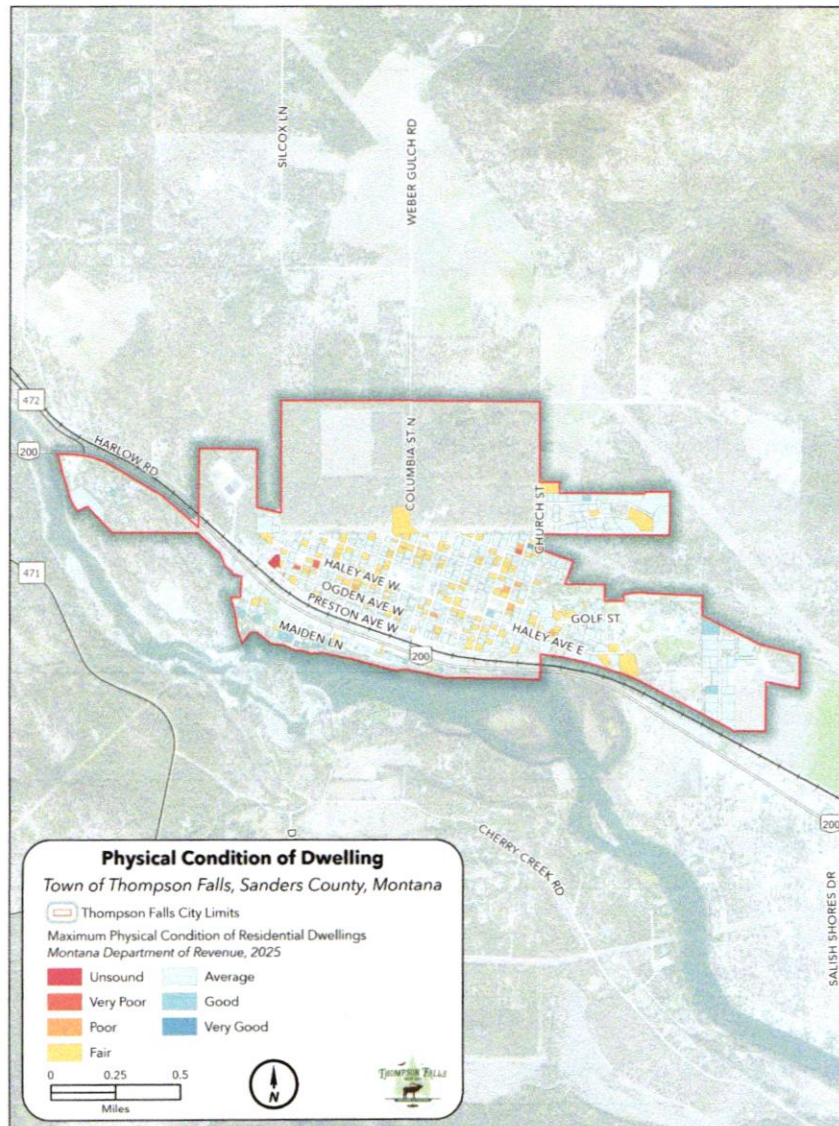 SILCOX LN
WEBER GULCH RD
472
200
HARLOW RD
COLUMBIA ST N
CHURCH ST
471
HALEY AVE W
OGDEN AVE W
PRESTON AVE W
MAIDEN LN
GOLF ST
HALEY AVE E
200
CHERRY CREEK RD
200
SALISH SHORES DR
D
Physical Condition of Dwelling
Town of Thompson Falls, Sanders County, Montana
Thompson Falls City Limits
Maximum Physical Condition of Residential Dwellings
Montana Department of Revenue, 2025
Unsound
Average
Very Poor
Good
Poor
Very Good
Fair
0 0.25 0.5
Miles
N
THOMPSON FALLS